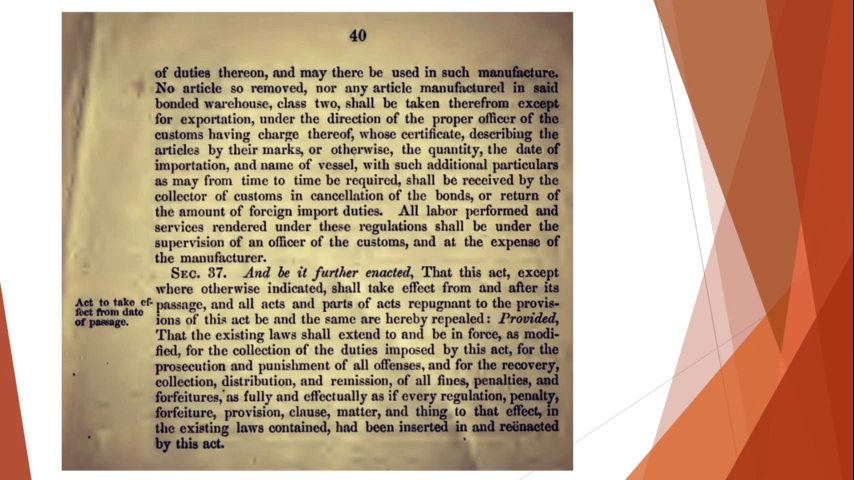 40
of duties thereon, and may there be used in such manufacture.
No article so removed, nor any article manufactured in said
bonded warehouse, class two, shall be taken therefrom except
for exportation, under the direction of the proper officer of the
customs having charge thereof, whose certificate, describing the
articles by their marks, or otherwise, the quantity, the date of
importation, and name of vessel, with such additional particulars
as may from time to time be required, shall be received by the
collector of customs in cancellation of the bonds, or return of
the amount of foreign import duties. All labor performed and
services rendered under these regulations shall be under the
supervision of an officer of the customs, and at the expense of
the manufacturer.
SEC. 37. And be it further enacted, That this act, except
where otherwise indicated, shall take effect from and after its
passage, and all acts and parts of acts repugnant to the provis-
ions of this act be and the same are hereby repealed: Provided,
That the existing laws shall extend to and be in force, as modi-
fied, for the collection of the duties imposed by this act, for the
prosecution and punishment of all offenses, and for the recovery,
collection, distribution, and remission, of all fines, penalties, and
forfeitures, as fully and effectually as if every regulation, penalty,
forfeiture, provision, clause, matter, and thing to that effect, in
the existing laws contained, had been inserted in and reënacted
by this act.
Act to take ef-
fect from date
of passage.